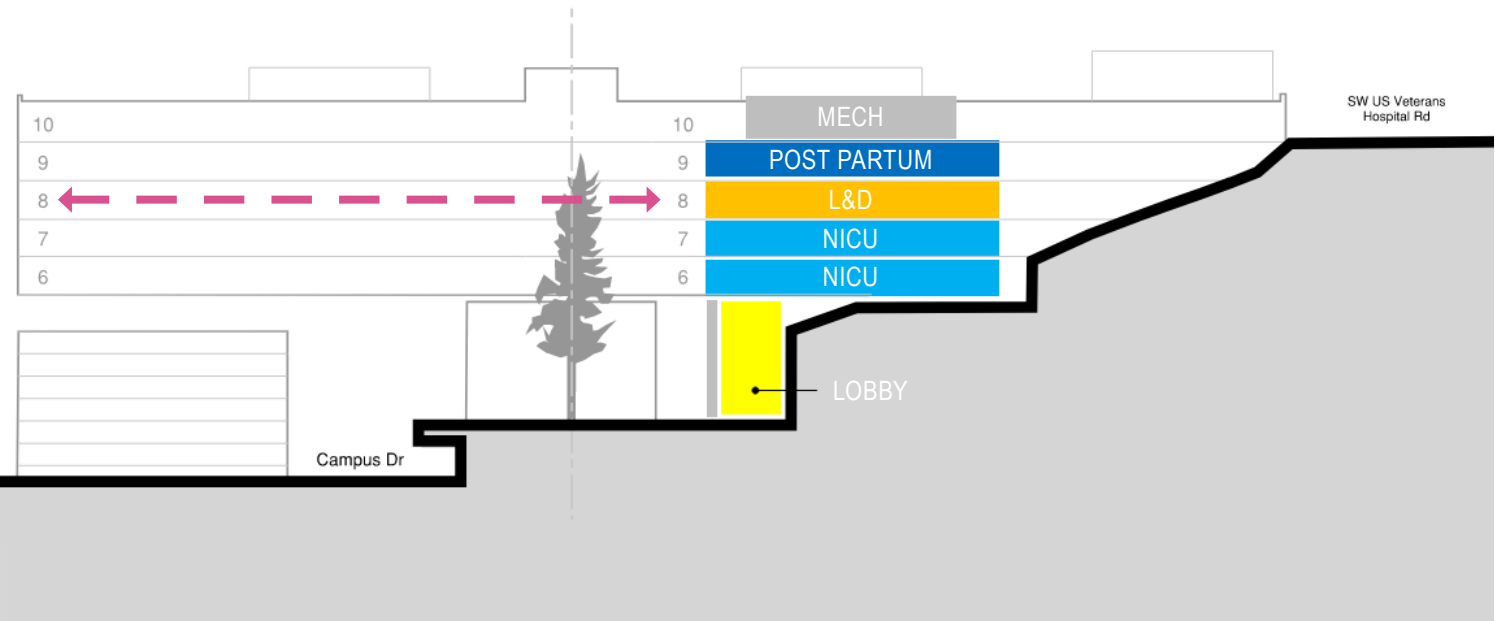 10
10
MECH
SW US Veterans
Hospital Rd
9
9
POST PARTUM
8
8
L&D
7
7
NICU
6
6
NICU
LOBBY
Campus Dr